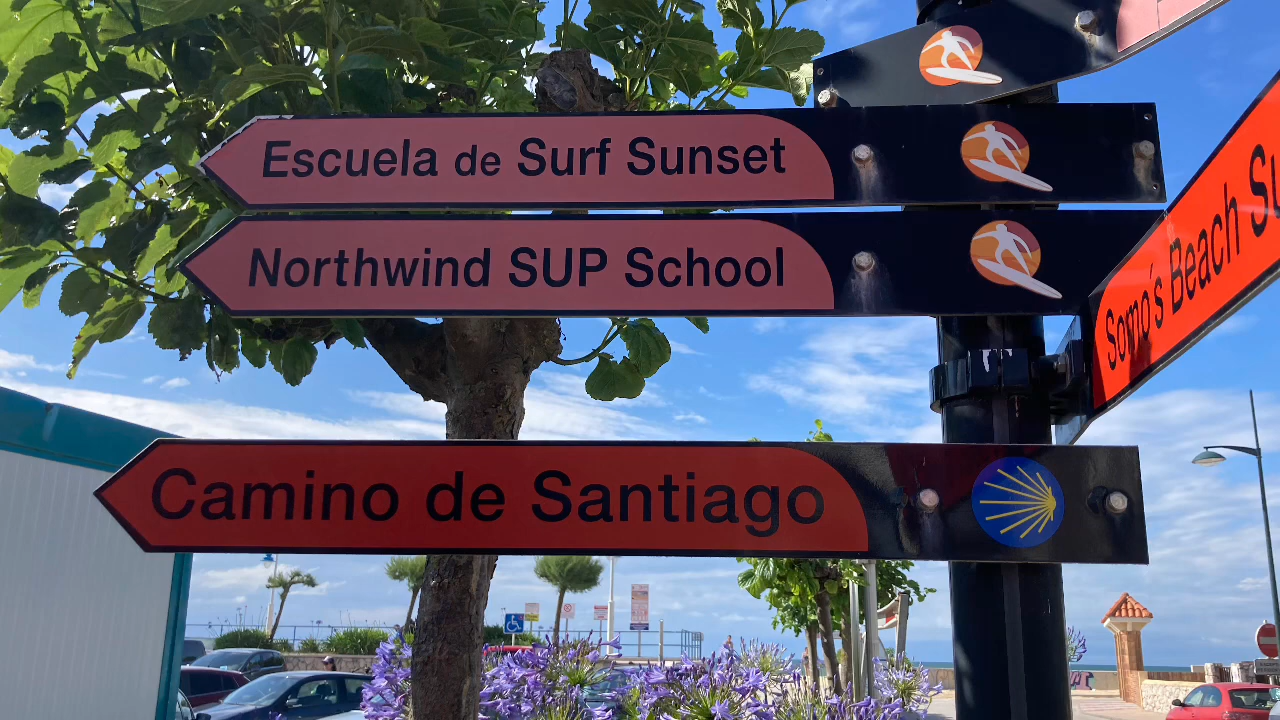 Escuela de Surf Sunset
Northwind SUP School
Somo´s Beach
Camino de Santiago